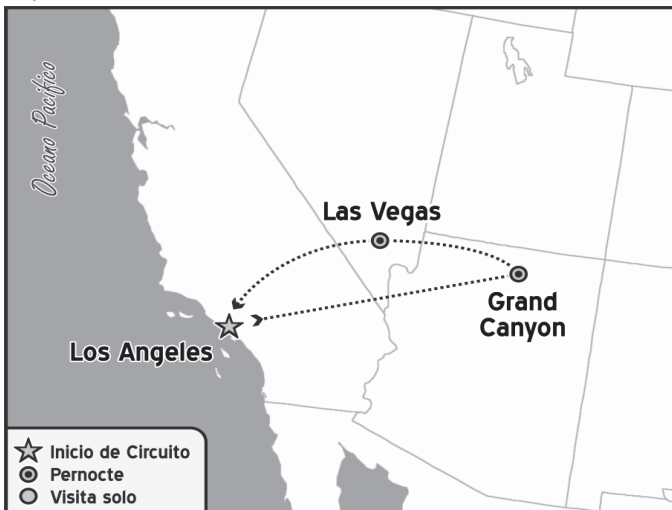 Oceano Pacifico
Las Vegas
Grand
Canyon
Los Angeles
Inicio de Circuito
Pernocte
Visita solo